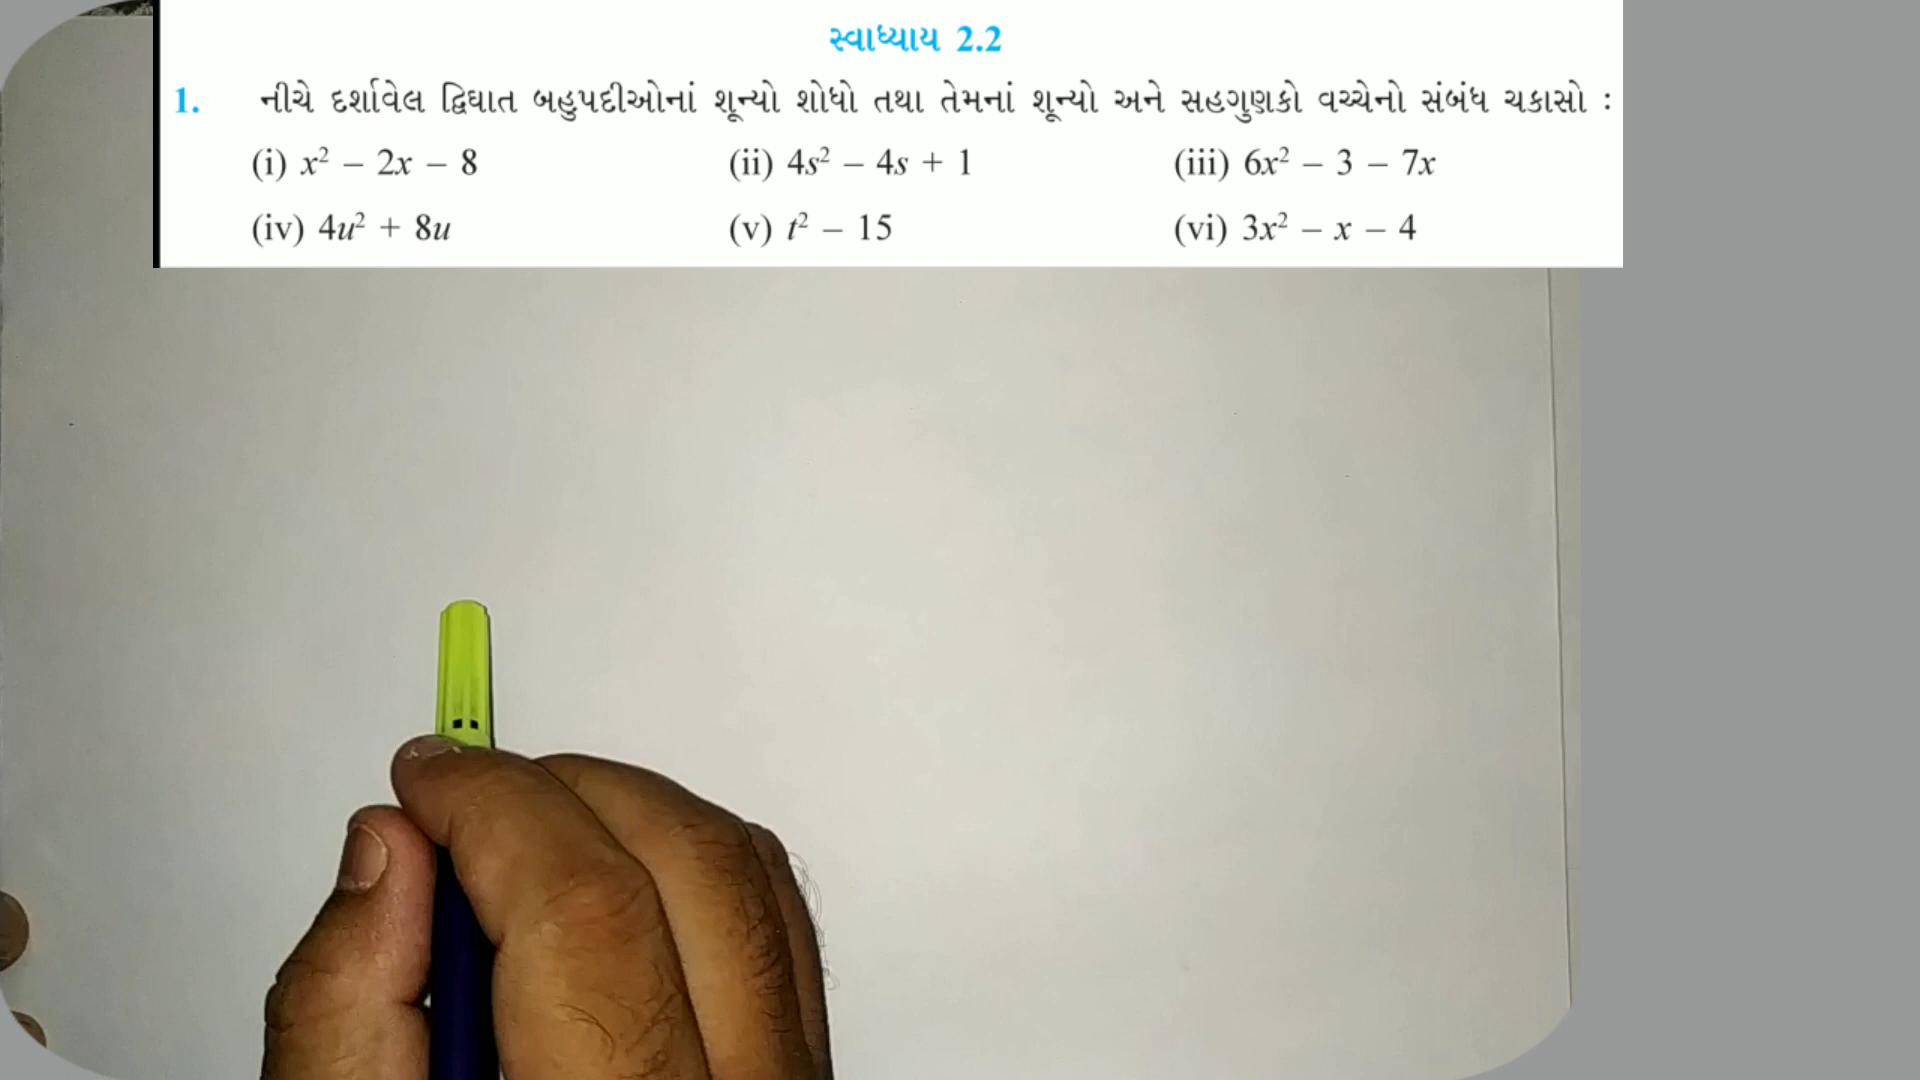 સ્વાધ્યાય 2.2
1. નીચે દર્શાવેલ દ્વિઘાત બહુપદીઓનાં શૂન્યો શોધો તથા તેમનાં શૂન્યો અને સહગુણકો વચ્ચેનો સંબંધ ચકાસો :
(i) x² – 2x – 8 (ii) 4s² – 4s + 1 (iii) 6x² – 3 – 7x
(iv) 4u² + 8u (v) t² – 15 (vi) 3x² – x – 4